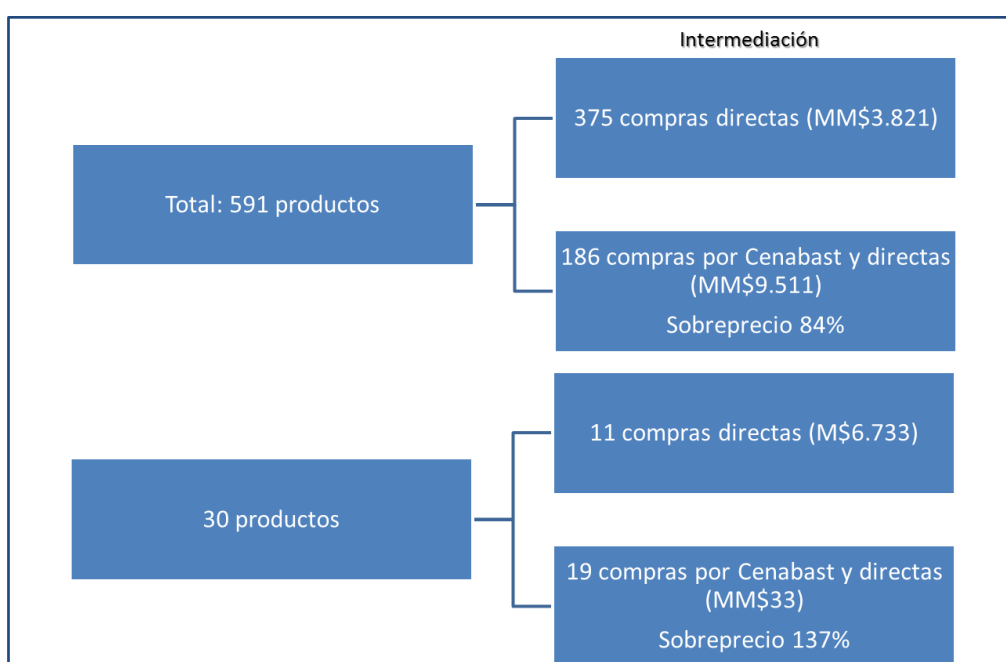 Intermediación
375 compras directas (MM$3.821)
Total: 591 productos
186 compras por Cenabast y directas
(MM$9.511)
Sobreprecio 84%
11 compras directas (M$6.733)
30 productos
19 compras por Cenabast y directas
(MM$33)
Sobreprecio 137%